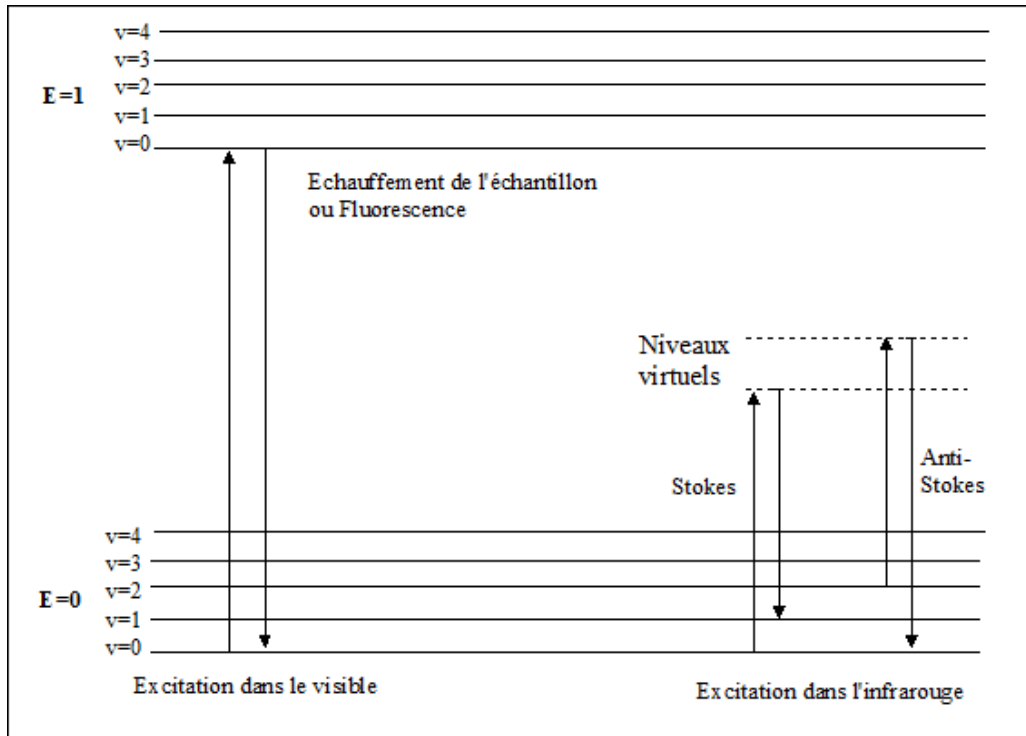 v=4
v=3
v=2
E=1
v=1
v=0
Echauffement de l'échantillon
ou Fluorescence
Niveaux
virtuels
Stokes
Anti-
Stokes
v=4
v=3
v=2
E=0
v=1
v=0
Excitation dans le visible
Excitation dans l'infrarouge